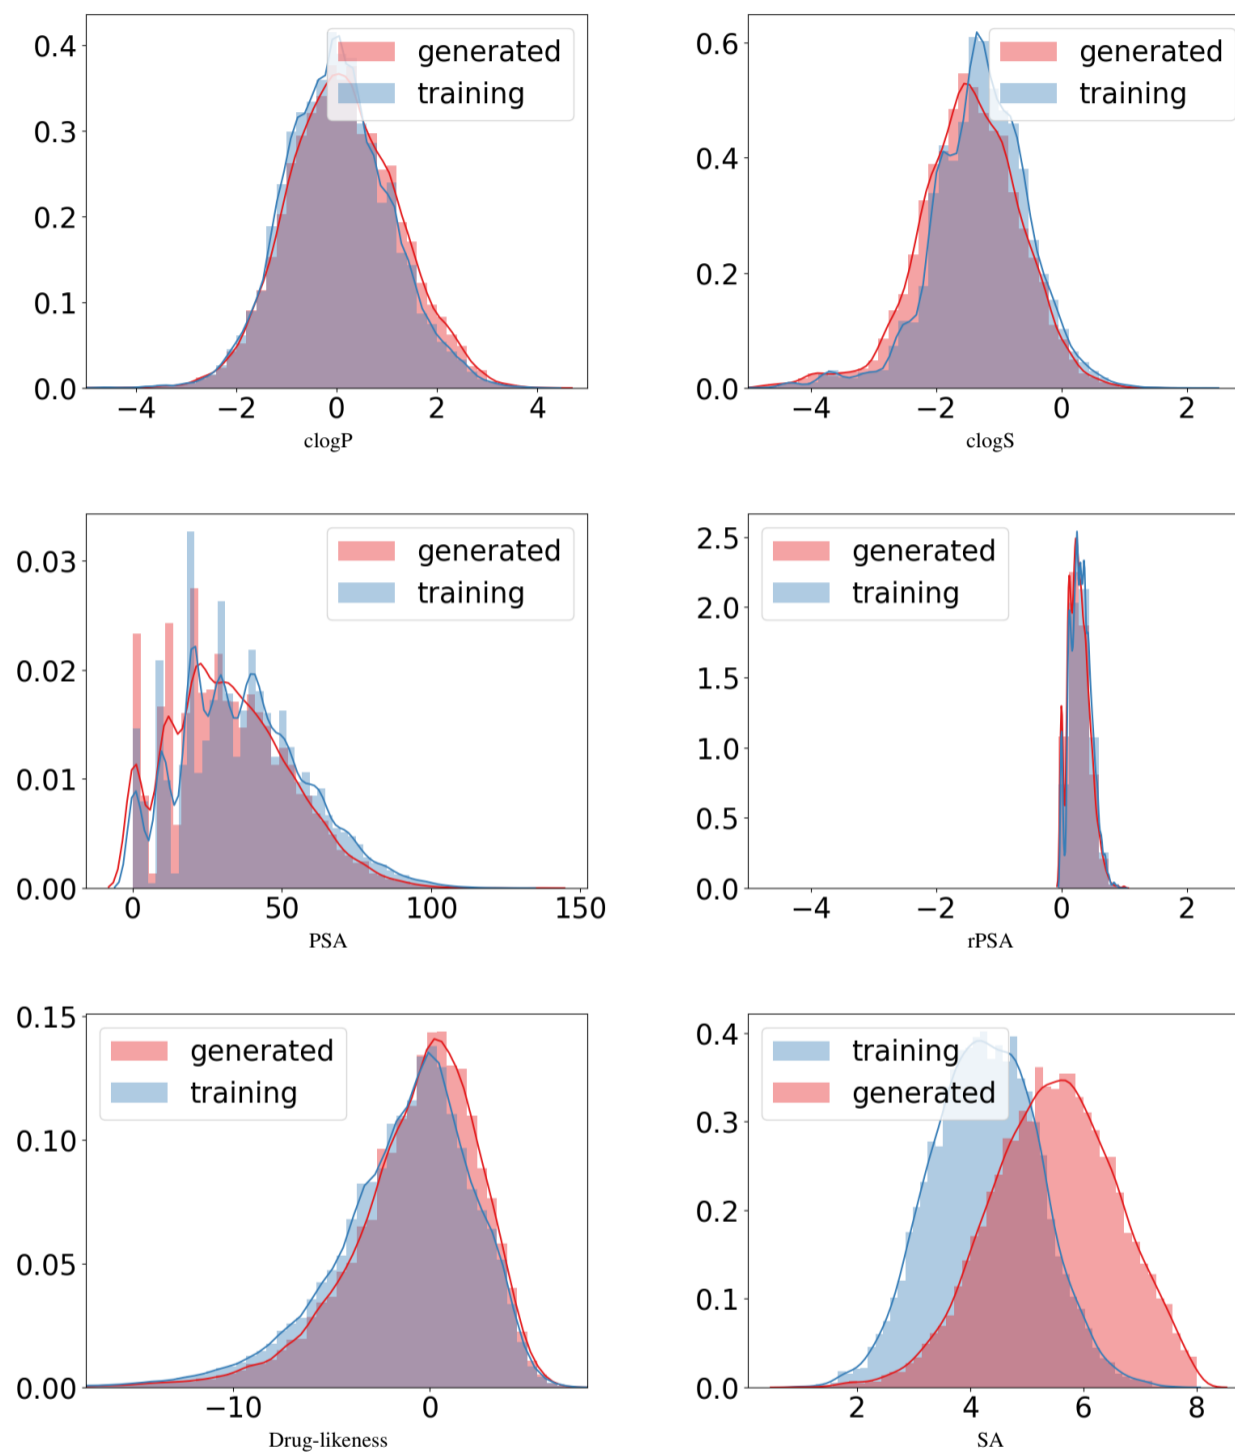 0.4
0.3
0.2
0.1
0.0
generated
training
−4 −2 0 2 4
clogP
0.6
0.4
0.2
0.0
generated
training
−4 −2 0 2
clogS
0.03
0.02
0.01
0.00
generated
training
0 50 100 150
PSA
2.5
2.0
1.5
1.0
0.5
0.0
generated
training
−4 −2 0 2
rPSA
0.15
0.10
0.05
0.00
generated
training
−10 0
Drug-likeness
0.4
0.3
0.2
0.1
0.0
training
generated
2 4 6 8
SA